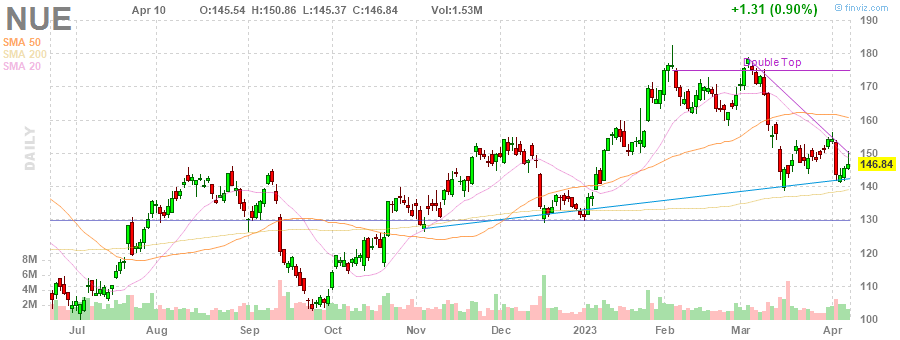 NUE Apr 10 O:145.54 H:150.86 L:145.37 C:146.84 Vol:1.53M +1.31 (0.90%) © finviz.com
SMA 50
SMA 200
SMA 20
DAILY
Double Top
190
180
170
160
150
146.84
140
130
120
110
100
8M
6M
4M
2M
Jul Aug Sep Oct Nov Dec 2023 Feb Mar Apr